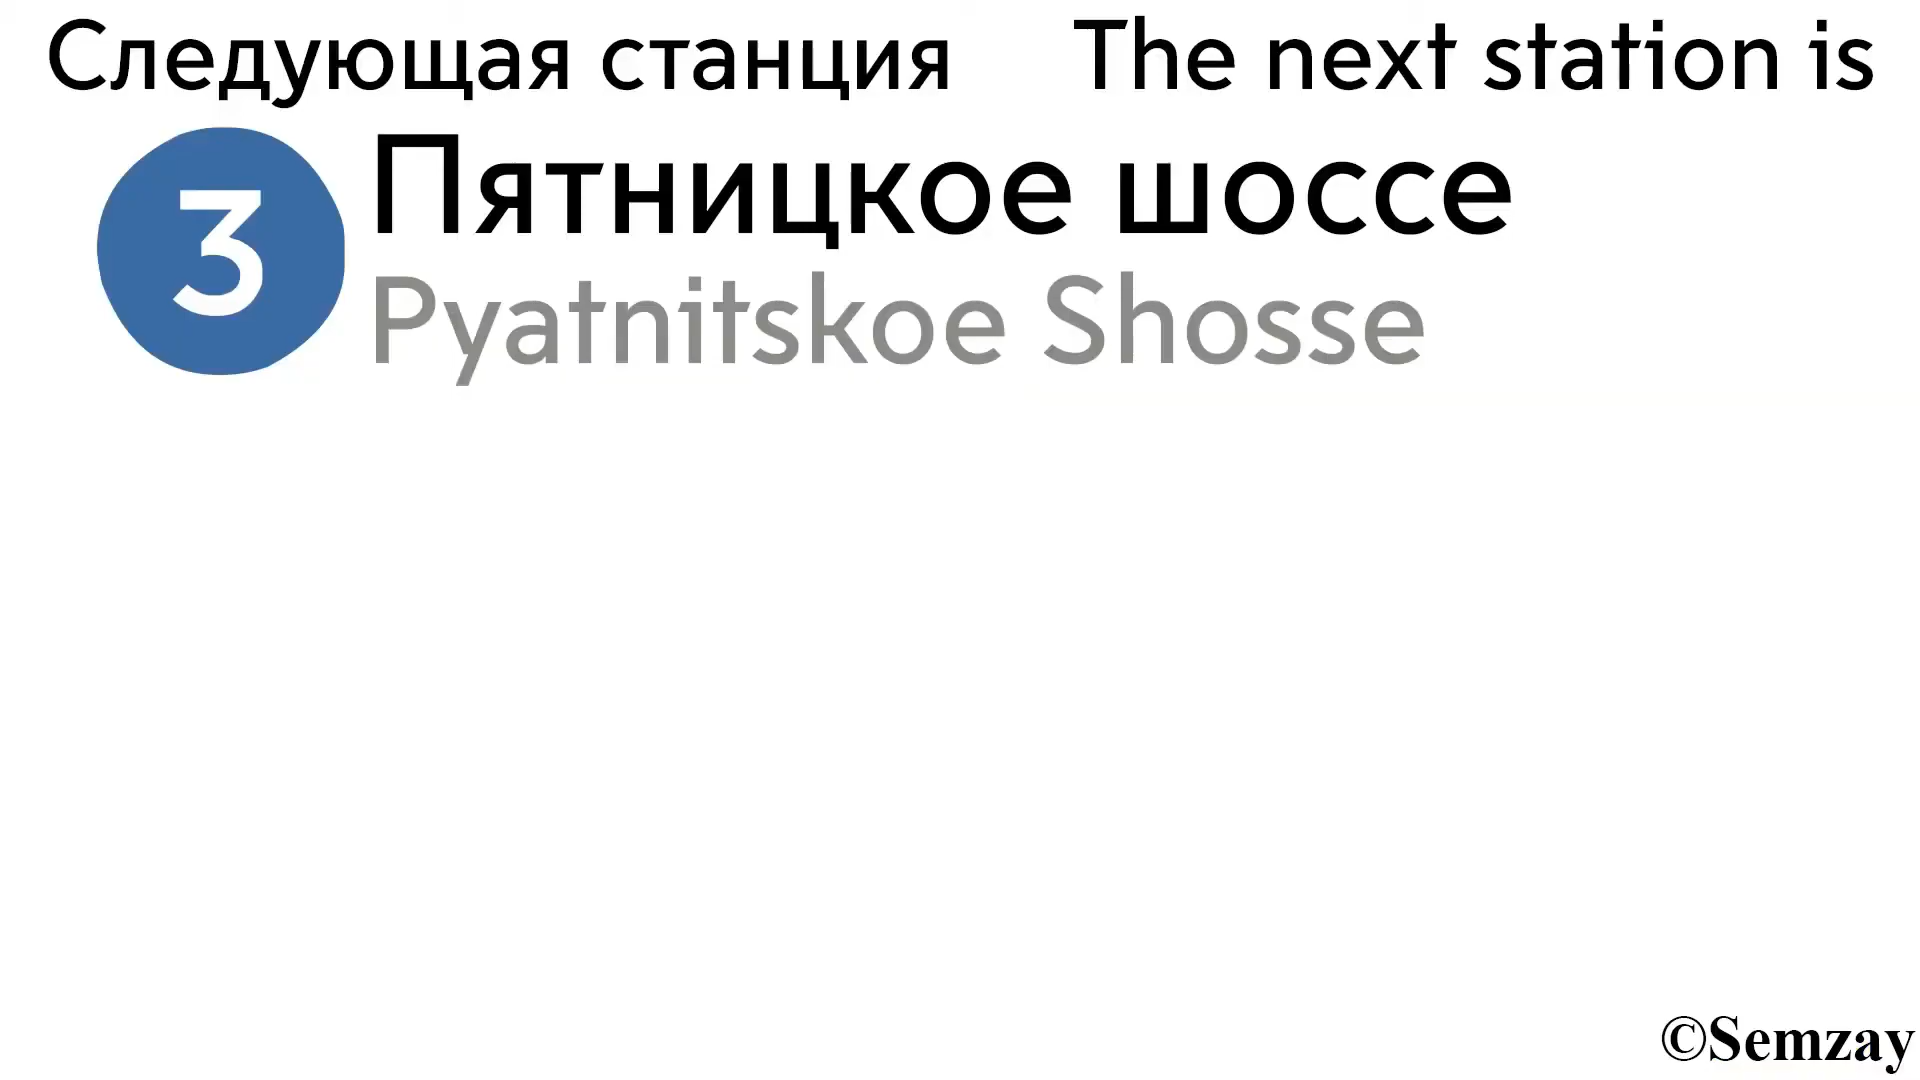 Следующая станция The next station is
3 Пятницкое шоссе
Pyatnitskoe Shosse
©Semzay